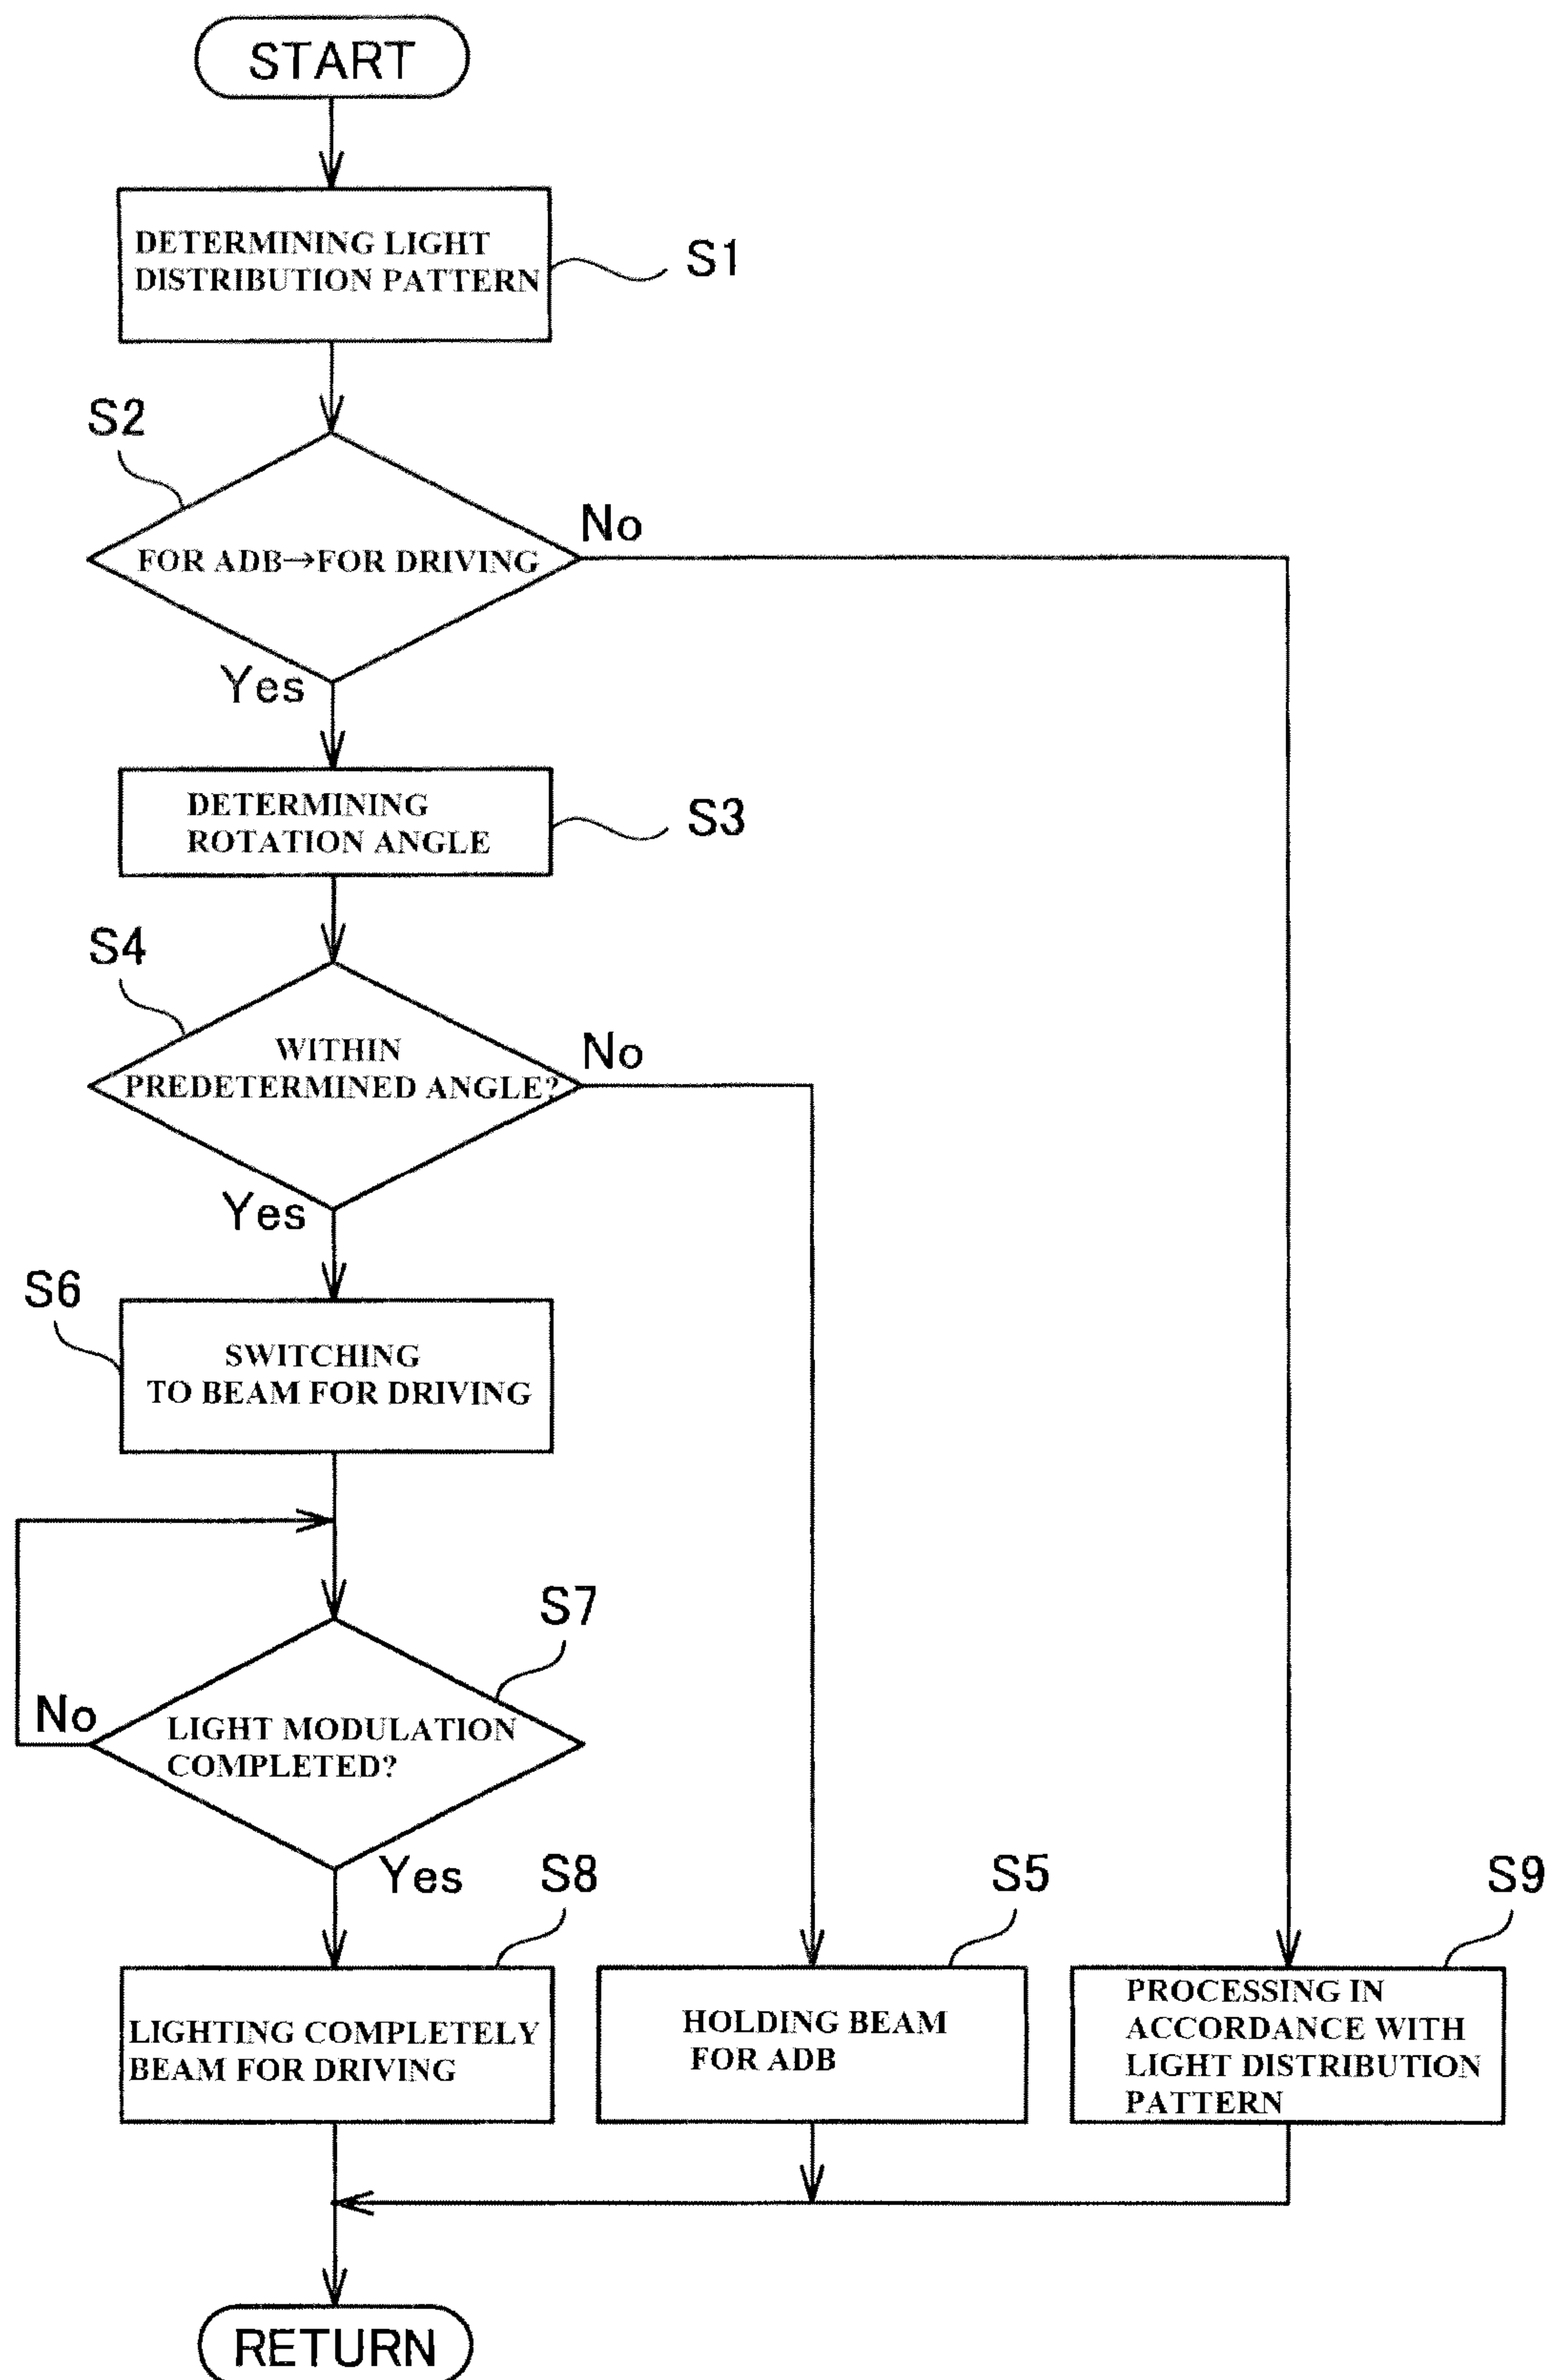 START
DETERMINING LIGHT
DISTRIBUTION PATTERN
S1
S2
FOR ADB→FOR DRIVING
No
Yes
DETERMINING
ROTATION ANGLE
S3
S4
WITHIN
PREDETERMINED ANGLE?
No
Yes
S6
SWITCHING
TO BEAM FOR DRIVING
S7
No
LIGHT MODULATION
COMPLETED?
Yes
S8
LIGHTING COMPLETELY
BEAM FOR DRIVING
S5
HOLDING BEAM
FOR ADB
S9
PROCESSING IN
ACCORDANCE WITH
LIGHT DISTRIBUTION
PATTERN
RETURN